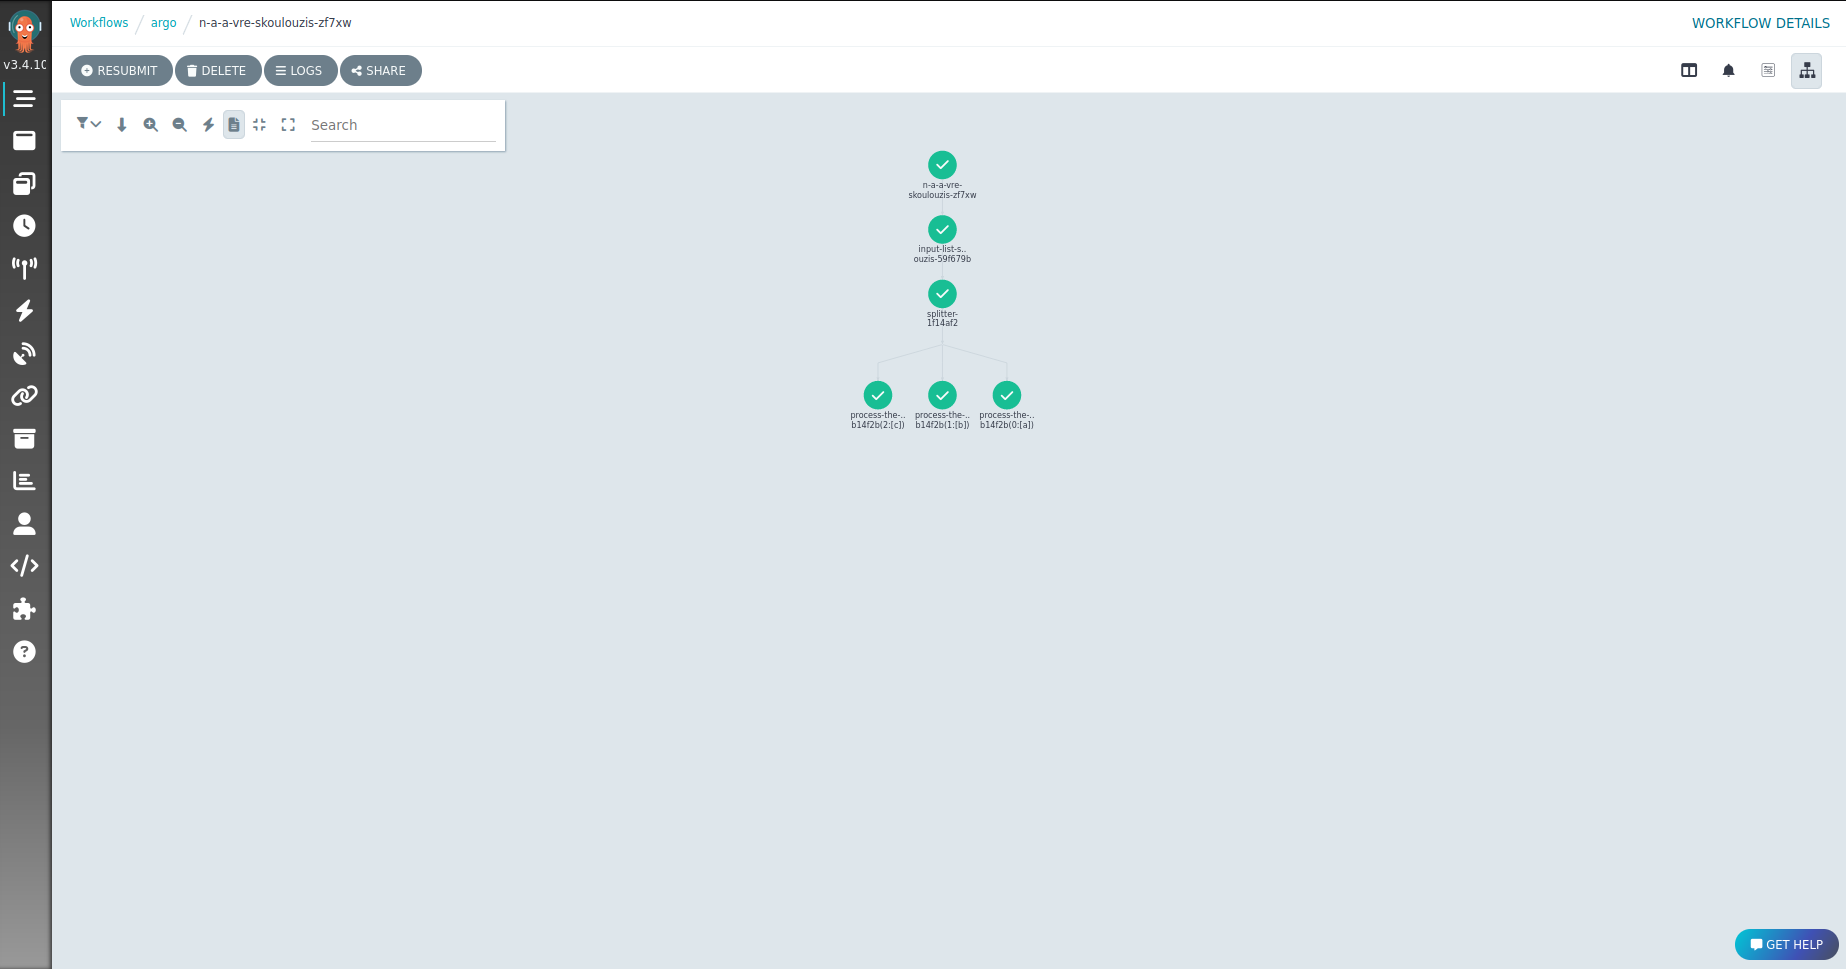 Workflows / argo / n-a-a-vre-skoulouzis-zf7xw
WORKFLOW DETAILS
v3.4.10
RESUBMIT
DELETE
LOGS
SHARE
Search
n-a-a-vre-
skoulouzis-zf7xw
input-list-s..
ouzis-59f679b
splitter-
1f14af2
process-the-..
b14f2b(2:[c])
process-the-..
b14f2b(1:[b])
process-the-..
b14f2b(0:[a])
GET HELP